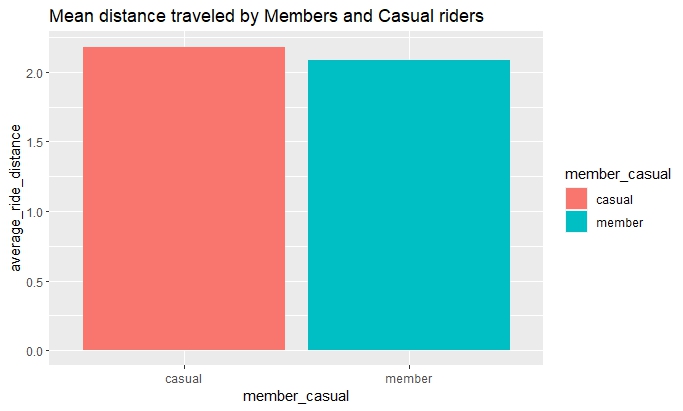 Mean distance traveled by Members and Casual riders
average_ride_distance
2.0
1.5
1.0
0.5
0.0
casual member
member_casual
member_casual
casual
member